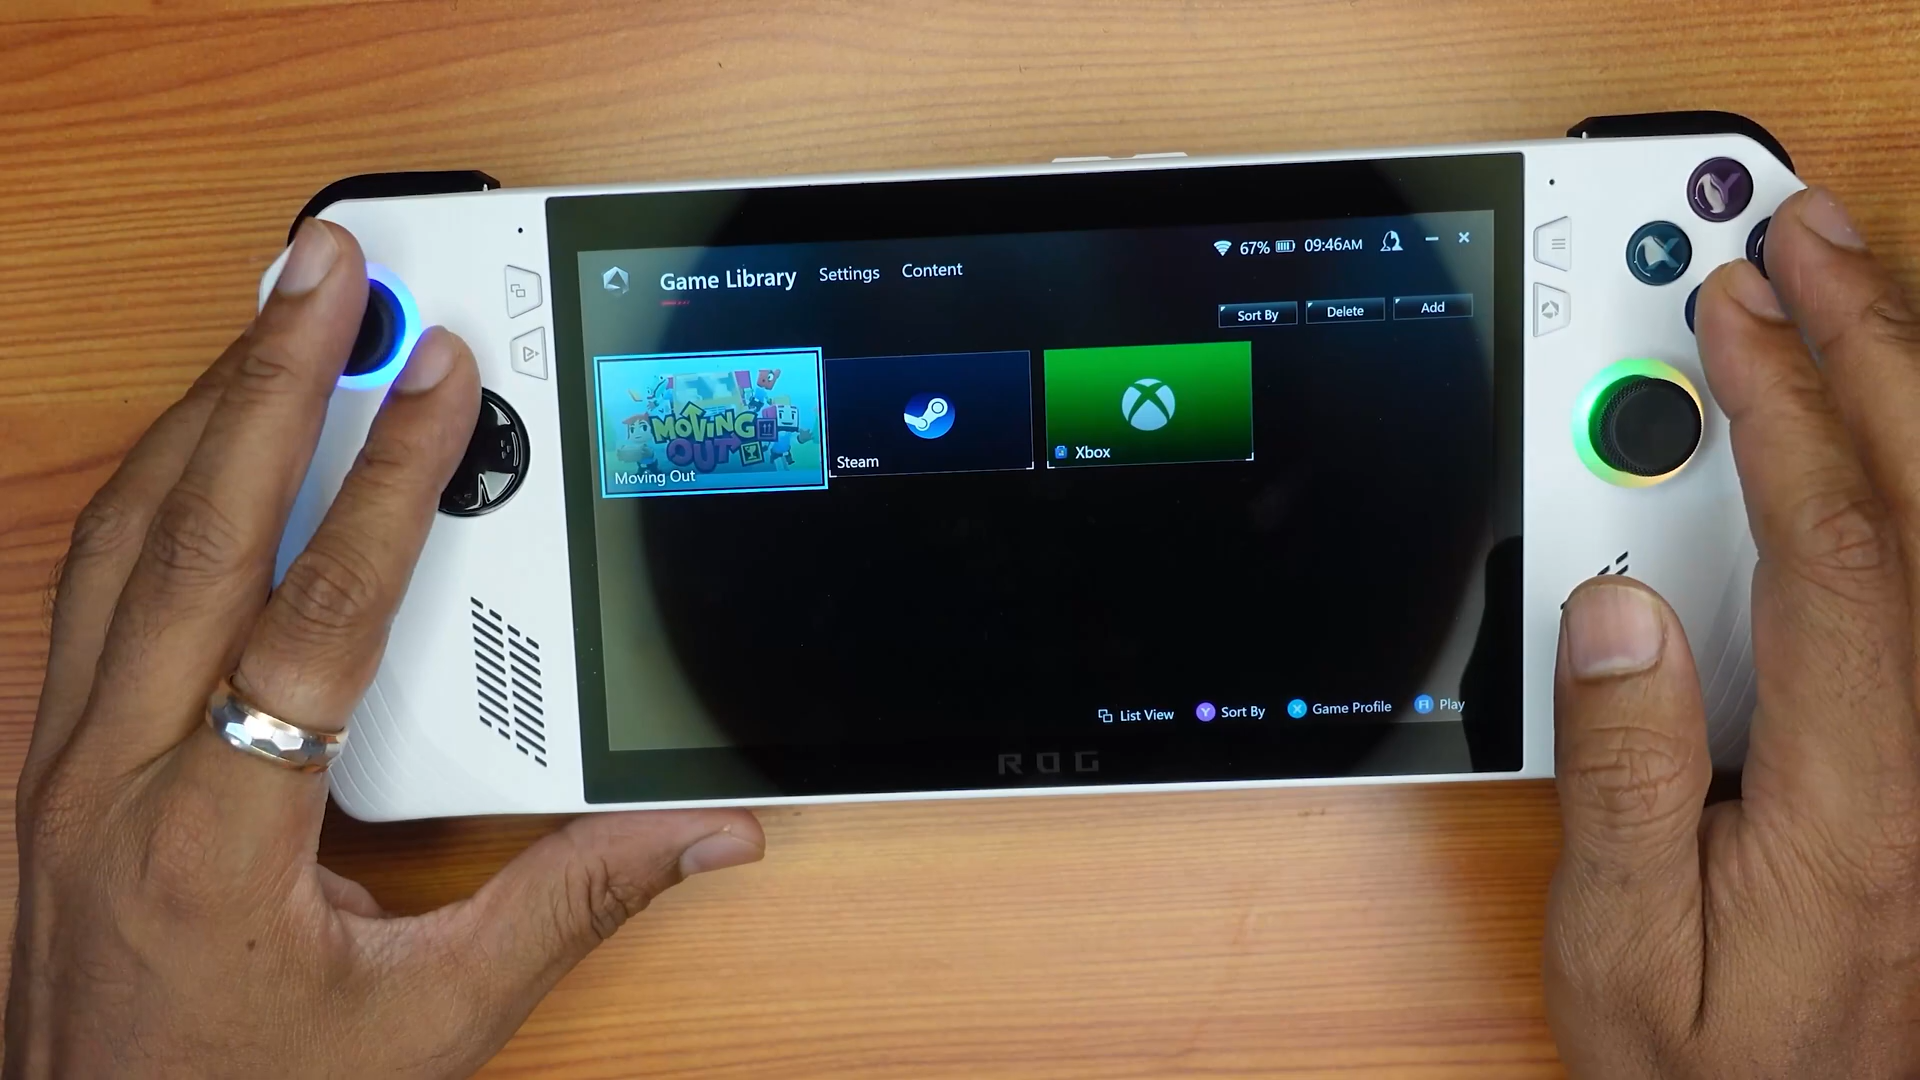 67% 09:46AM
Game Library Settings Content
Sort By Delete Add
MOVING
OUT
Moving Out
Steam
Xbox
List View Y Sort By X Game Profile A Play
ROG
Y
X